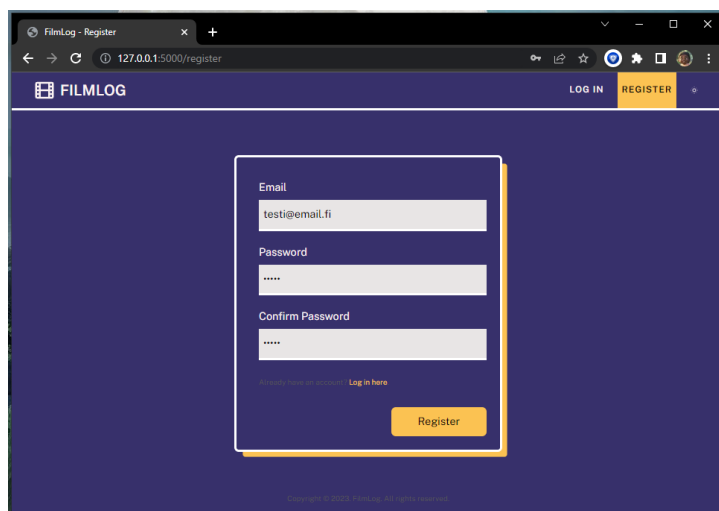 FilmLog - Register
127.0.0.1:5000/register
FILMLOG
LOG IN
REGISTER
Email
testi@email.fi
Password
•••••
Confirm Password
•••••
Already have an account? Log in here
Register
Copyright © 2023 FilmLog. All rights reserved